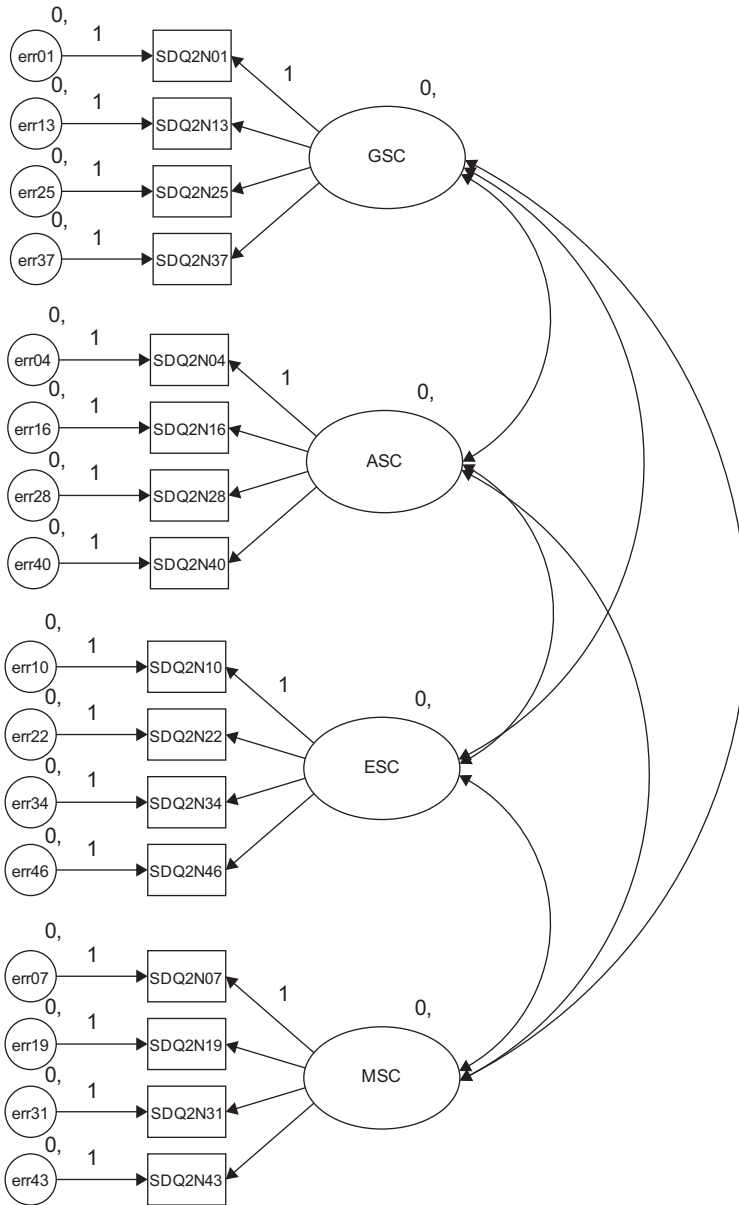 0,
err01 1 SDQ2N01
0,
err13 1 SDQ2N13
0,
err25 1 SDQ2N25
0,
err37 1 SDQ2N37
1 0,
GSC
0,
err04 1 SDQ2N04
0,
err16 1 SDQ2N16
0,
err28 1 SDQ2N28
0,
err40 1 SDQ2N40
1 0,
ASC
0,
err10 1 SDQ2N10
0,
err22 1 SDQ2N22
0,
err34 1 SDQ2N34
0,
err46 1 SDQ2N46
1 0,
ESC
0,
err07 1 SDQ2N07
0,
err19 1 SDQ2N19
0,
err31 1 SDQ2N31
0,
err43 1 SDQ2N43
1 0,
MSC